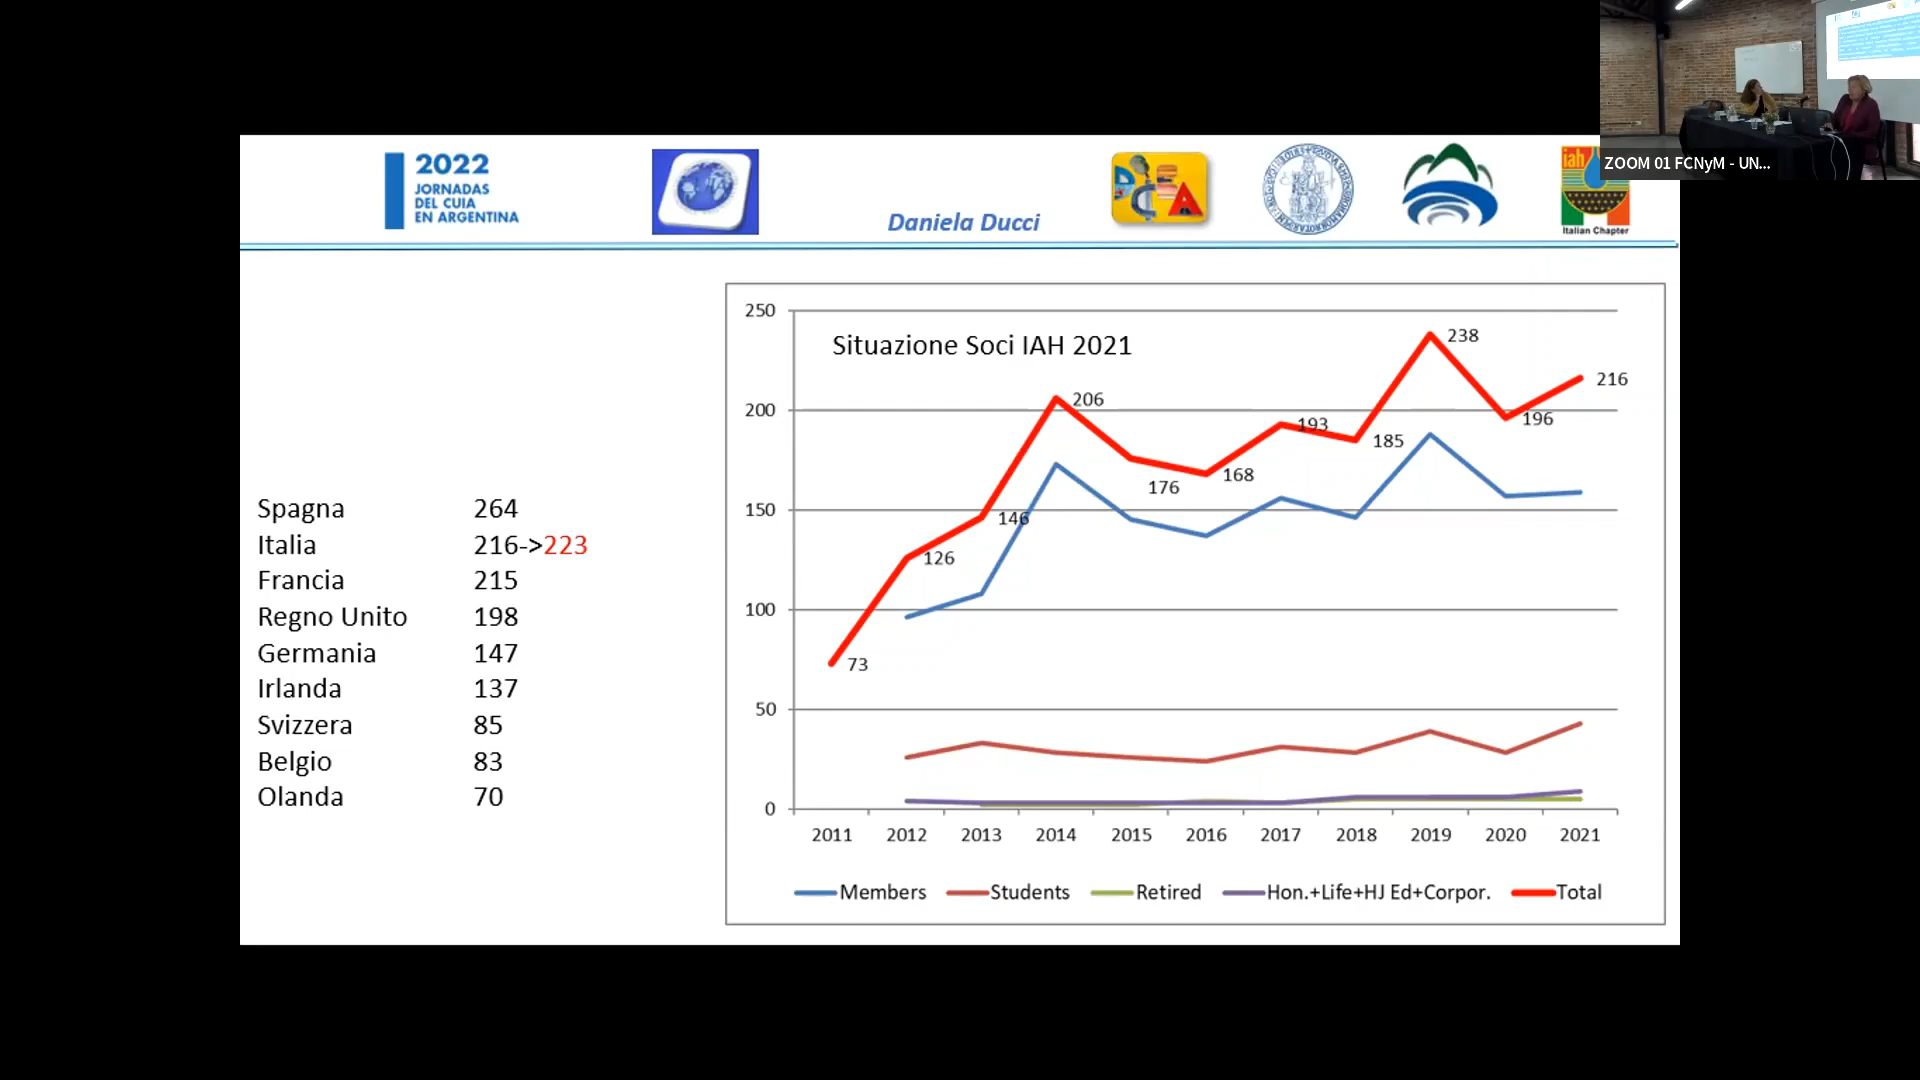 2022
JORNADAS
DEL CUIA
EN ARGENTINA
Daniela Ducci
iah
Italian Chapter
ZOOM 01 FCNyM - UN...
Spagna 264
Italia 216->223
Francia 215
Regno Unito 198
Germania 147
Irlanda 137
Svizzera 85
Belgio 83
Olanda 70
Situazione Soci IAH 2021
250
200
150
100
50
0
73
126
146
206
176
168
193
185
238
196
216
2011 2012 2013 2014 2015 2016 2017 2018 2019 2020 2021
Members Students Retired Hon.+Life+HJ Ed+Corpor. Total